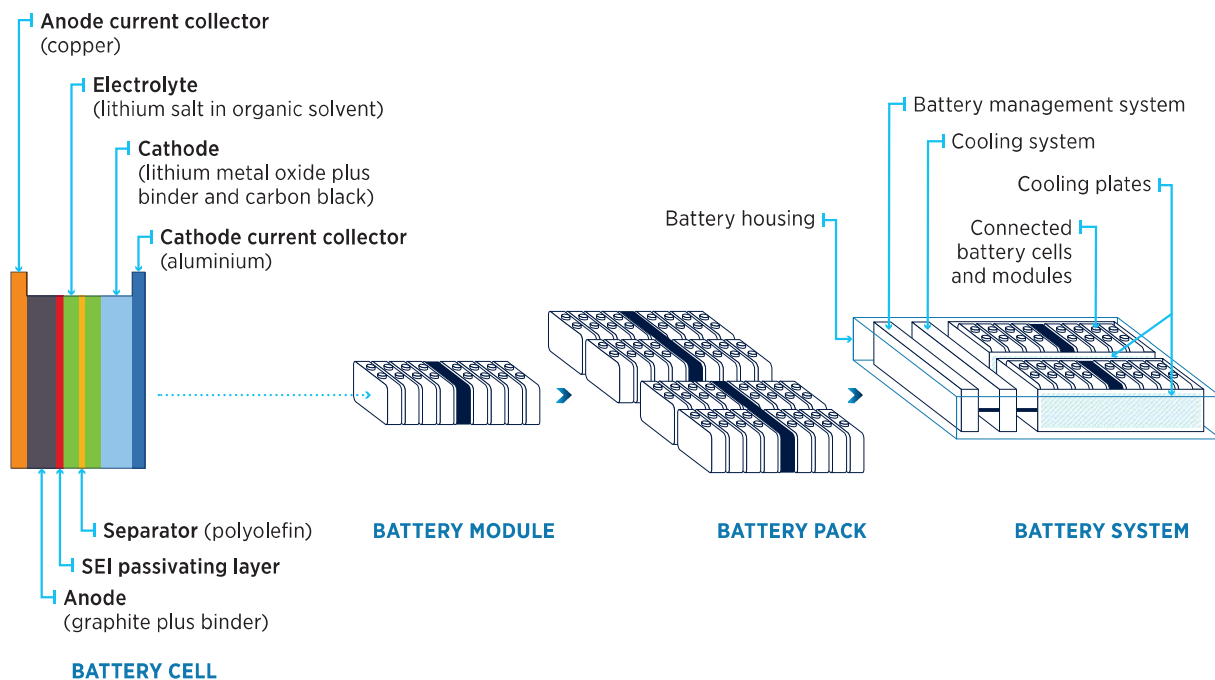 Anode current collector
(copper)
Electrolyte
(lithium salt in organic solvent)
Cathode
(lithium metal oxide plus
binder and carbon black)
Cathode current collector
(aluminium)
Separator (polyolefin)
SEI passivating layer
Anode
(graphite plus binder)
BATTERY CELL
BATTERY MODULE
BATTERY PACK
Battery management system
Cooling system
Cooling plates
Battery housing
Connected
battery cells
and modules
BATTERY SYSTEM